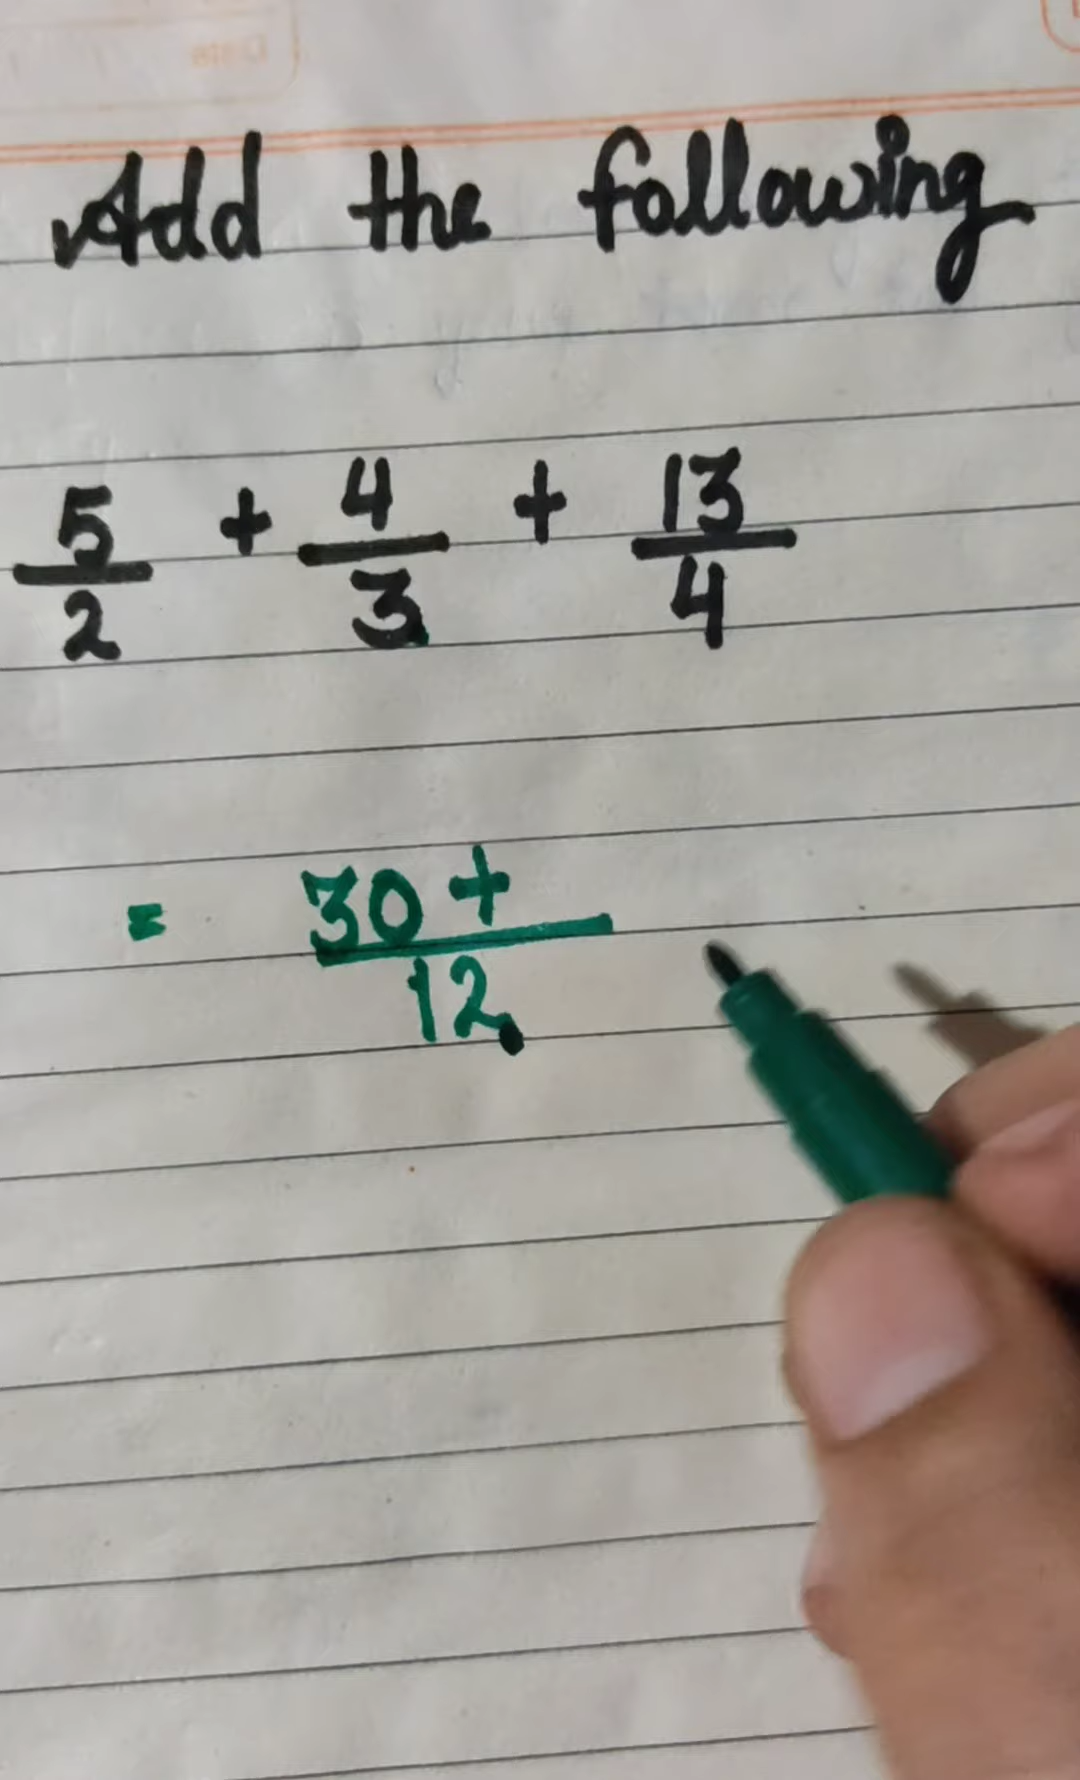 Add the following
5/2 + 4/3 + 13/4
= 30 + / 12